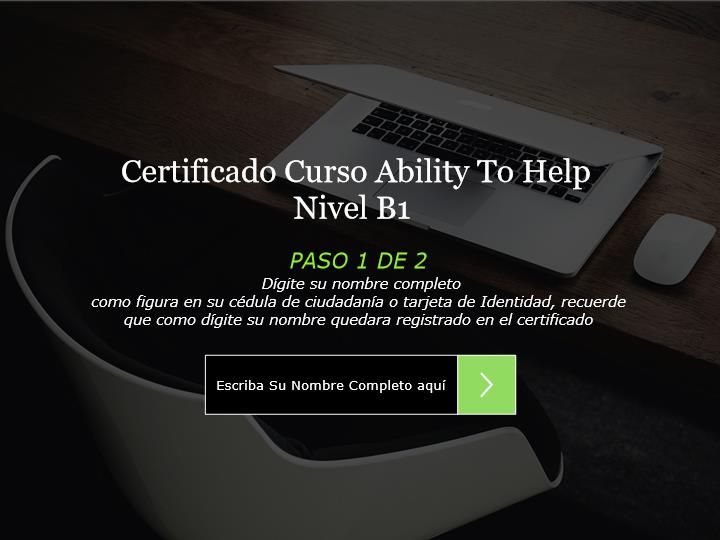 Certificado Curso Ability To Help
Nivel B1
PASO 1 DE 2
Dígite su nombre completo
como figura en su cédula de ciudadanía o tarjeta de Identidad, recuerde
que como dígite su nombre quedara registrado en el certificado
Escriba Su Nombre Completo aquí